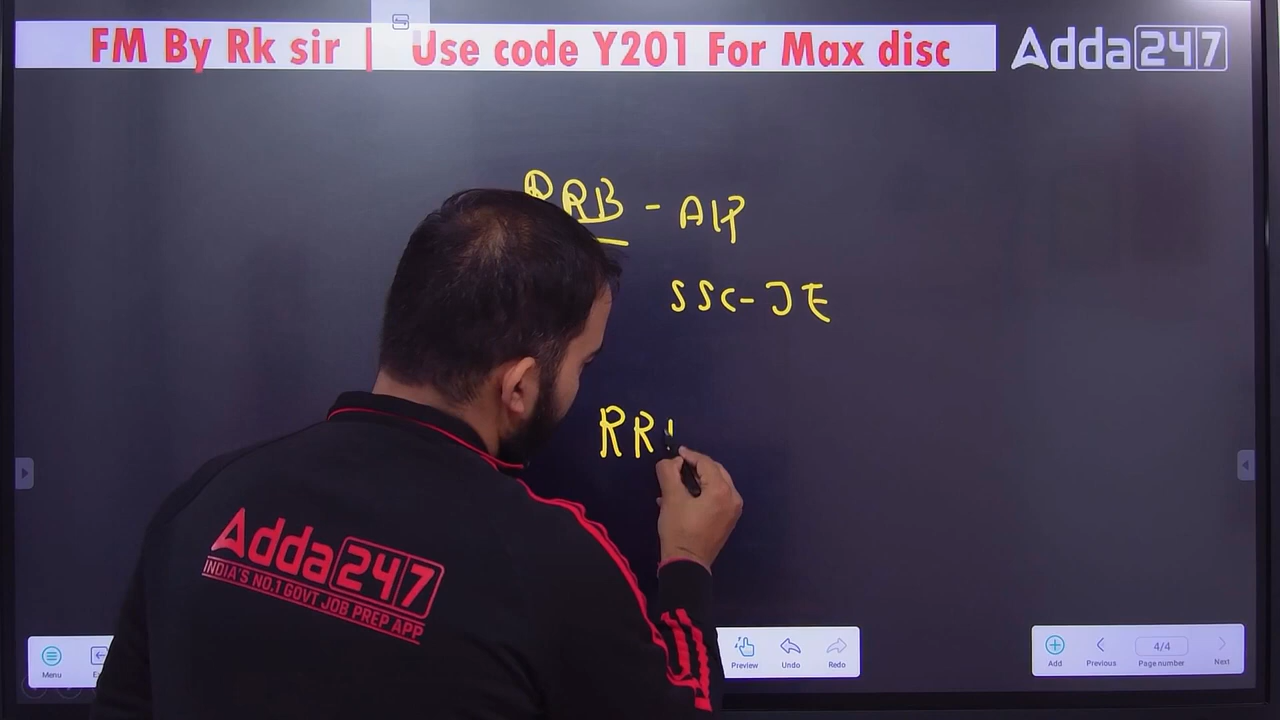 FM By Rk sir | Use code Y201 For Max disc
Adda247
RRB - ALP
SSC-JE
RR
Adda247
INDIA'S NO.1 GOVT JOB PREP APP
Menu
Preview
Undo
Redo
Add
Previous
4/4
Page number
Next